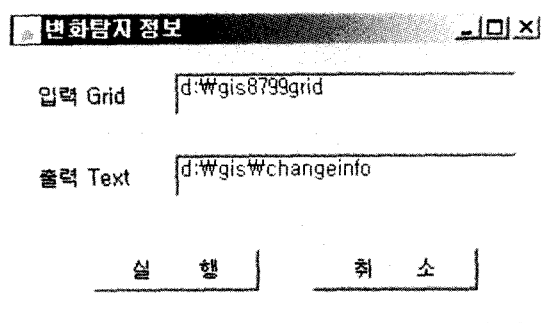 변화탐지 정보
입력 Grid d:₩gis8799grid
출력 Text d:₩gis₩changeinfo
실 행 취 소